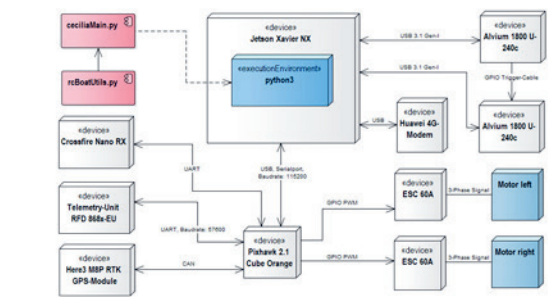 ceciliaMain.py
rcBoatUtils.py
«device»
Jetson Xavier NX
«executionEnvironment»
python3
USB 3.1 Gen-I
USB 3.1 Gen-I
«device»
Alvium 1800 U-
240c
GPIO Trigger-Cable
«device»
Alvium 1800 U-
240c
USB
«device»
Huawei 4G-
Modem
«device»
Crossfire Nano RX
UART
USB, Serialport,
Baudrate: 115200
«device»
Telemetry-Unit
RFD 868x-EU
UART, Baudrate: 57600
«device»
Here3 M8P RTK
GPS-Module
CAN
«device»
Pixhawk 2.1
Cube Orange
GPIO PWM
«device»
ESC 60A
3-Phase Signal
Motor left
GPIO PWM
«device»
ESC 60A
3-Phase Signal
Motor right